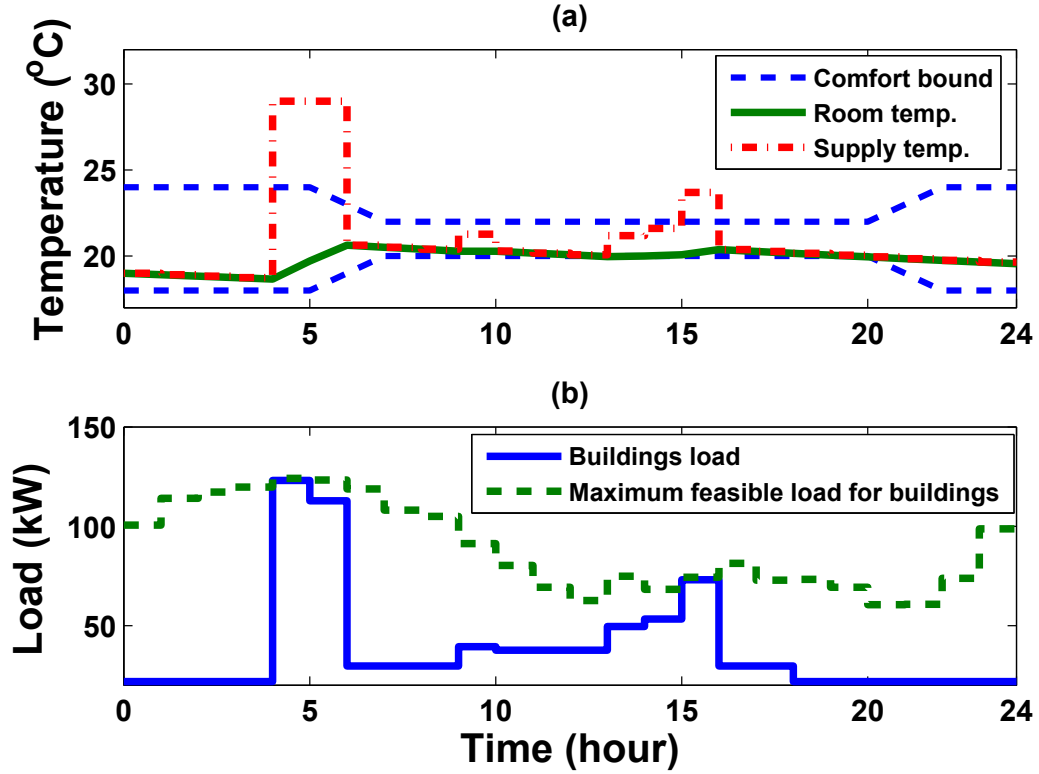 (a)
Temperature (°C)
30
25
20
Comfort bound
Room temp.
Supply temp.
0
5
10
15
20
24
(b)
Load (kW)
150
100
50
Buildings load
Maximum feasible load for buildings
0
5
10
15
20
24
Time (hour)